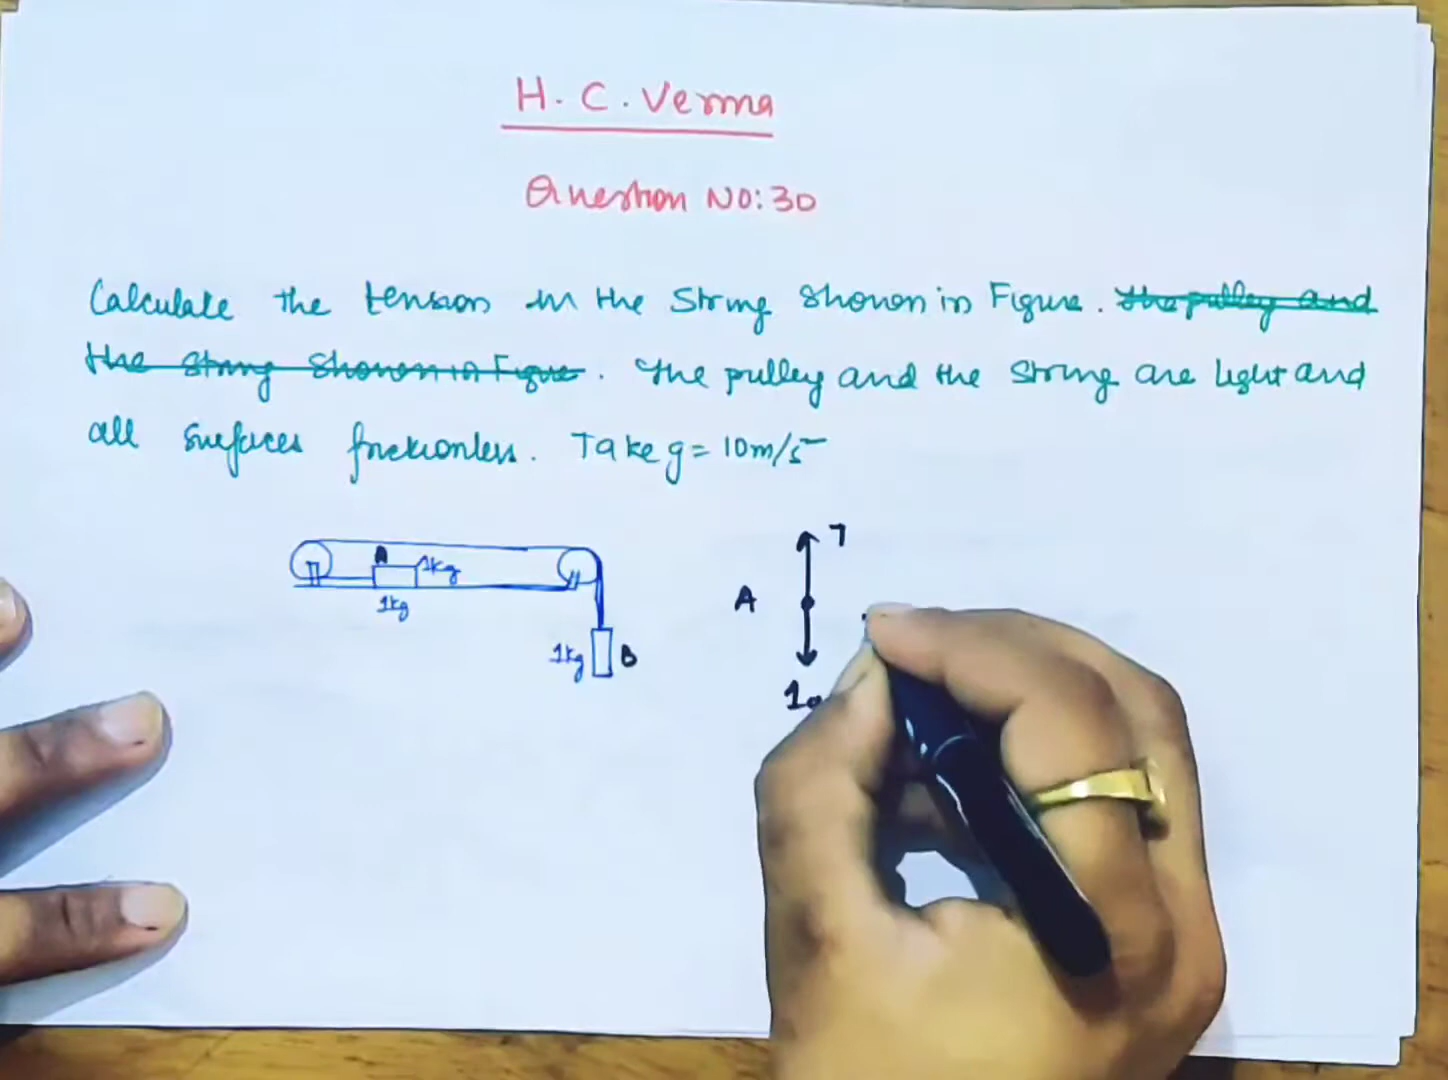 H. C. Verma
Question NO: 30
Calculate the tension in the string shown in Figure. the pulley and
the string shown in Figure. The pulley and the string are light and
all surfaces frictionless. Take g = 10m/s²
A 1kg
1kg
1kg B
T
A